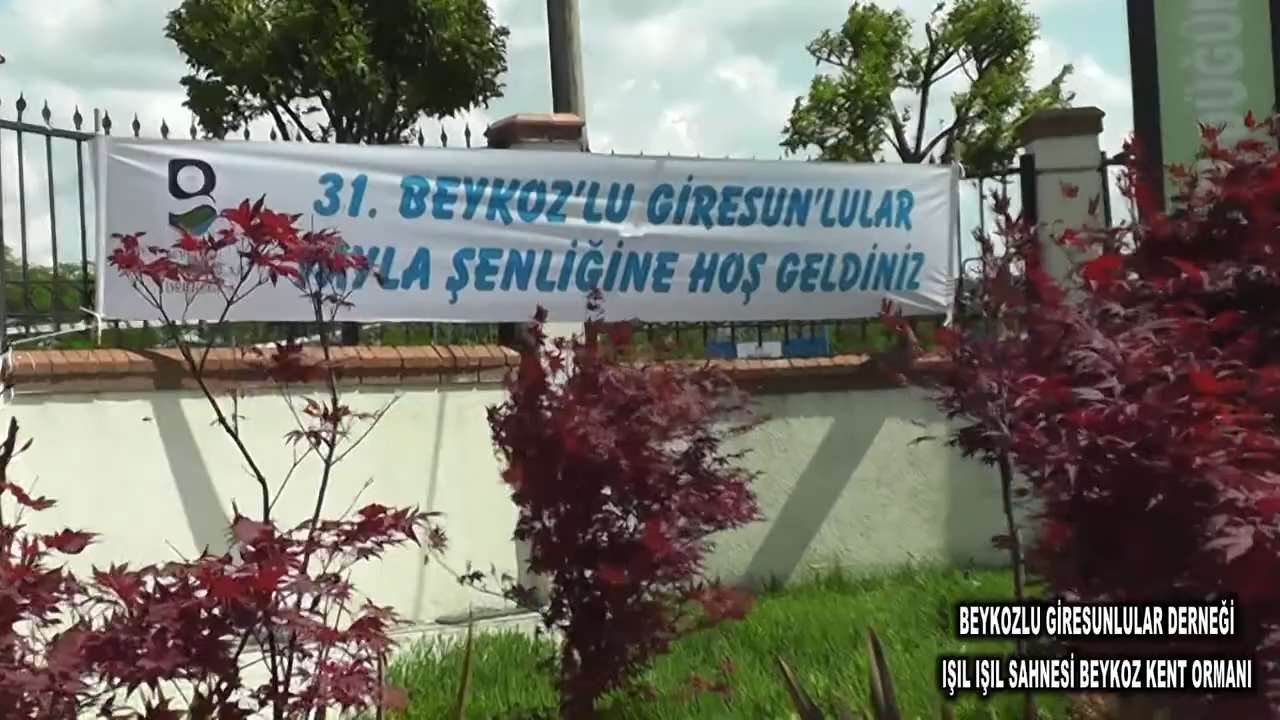 31. BEYKOZ'LU GİRESUN'LULAR
YAYLA ŞENLİĞİNE HOŞ GELDİNİZ
BEYKOZLU GİRESUNLULAR DERNEĞİ
IŞIL IŞIL SAHNESİ BEYKOZ KENT ORMANI